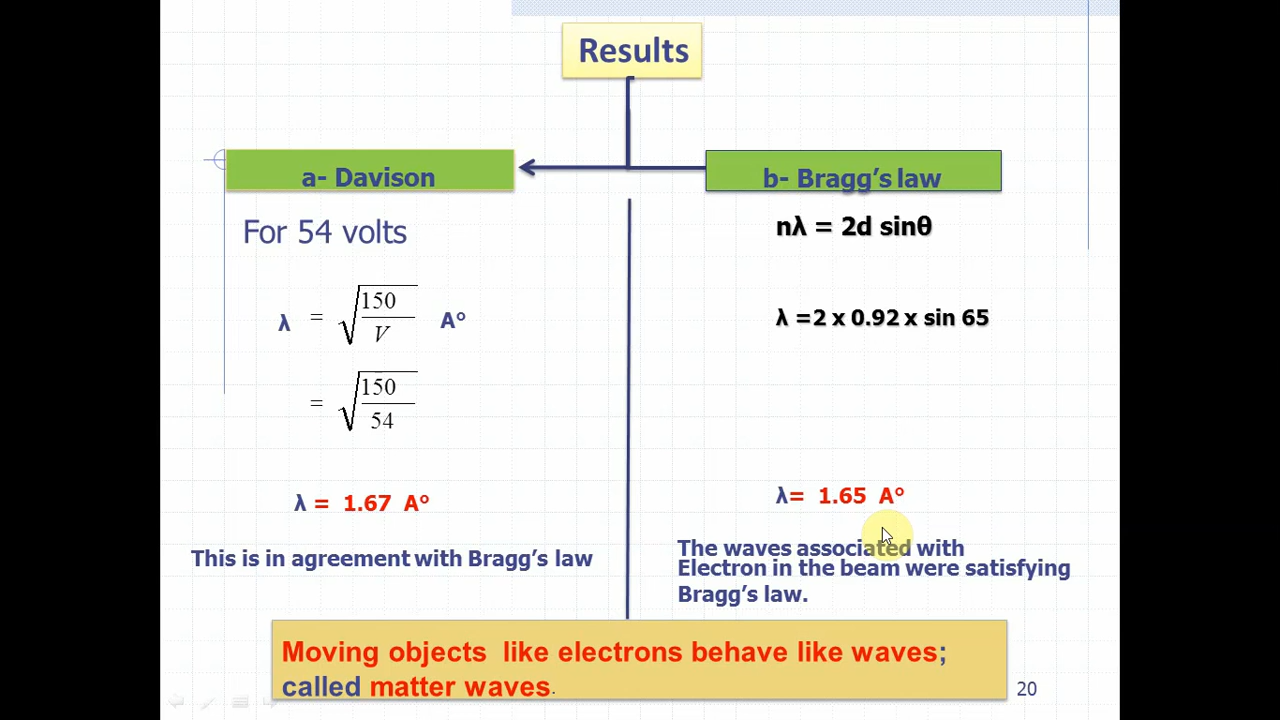 Results
a- Davison
For 54 volts
λ = √150/V A°
= √150/54
λ = 1.67 A°
This is in agreement with Bragg’s law
b- Bragg’s law
nλ = 2d sinθ
λ =2 x 0.92 x sin 65
λ= 1.65 A°
The waves associated with
Electron in the beam were satisfying
Bragg’s law.
Moving objects like electrons behave like waves;
called matter waves.
20